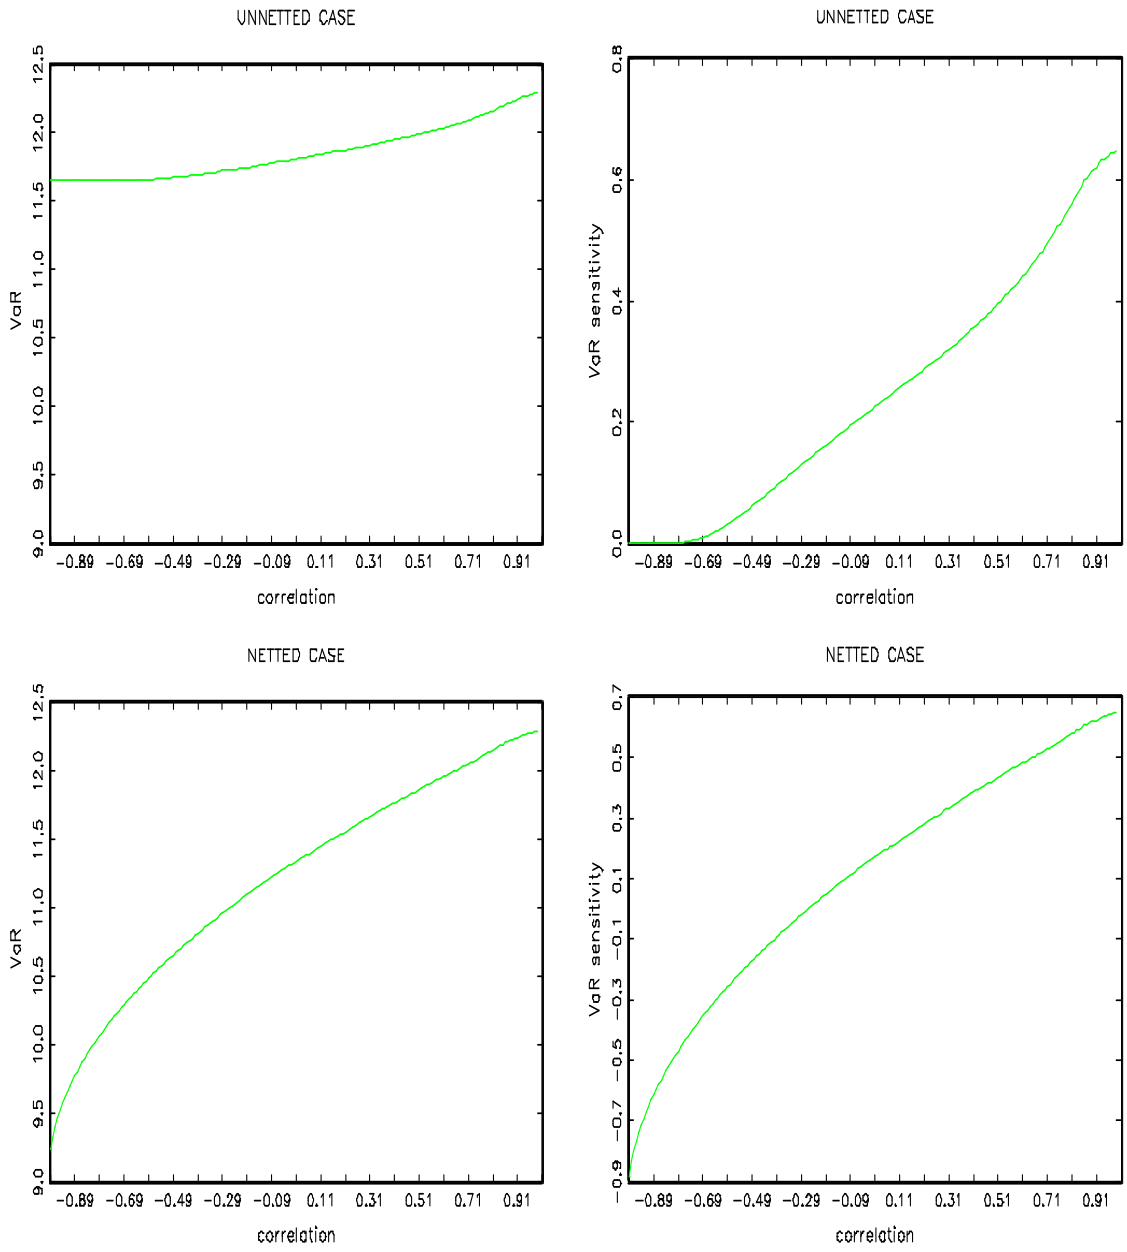 UNNETTED CASE
VaR
12.5
12.0
11.5
11.0
10.5
10.0
9.5
9.0
-0.89 -0.69 -0.49 -0.29 -0.09 0.11 0.31 0.51 0.71 0.91
correlation
UNNETTED CASE
VaR sensitivity
0.8
0.6
0.4
0.2
0.0
-0.89 -0.69 -0.49 -0.29 -0.09 0.11 0.31 0.51 0.71 0.91
correlation
NETTED CASE
VaR
12.5
12.0
11.5
11.0
10.5
10.0
9.5
9.0
-0.89 -0.69 -0.49 -0.29 -0.09 0.11 0.31 0.51 0.71 0.91
correlation
NETTED CASE
VaR sensitivity
0.7
0.5
0.3
0.1
-0.1
-0.3
-0.5
-0.7
-0.9
-0.89 -0.69 -0.49 -0.29 -0.09 0.11 0.31 0.51 0.71 0.91
correlation